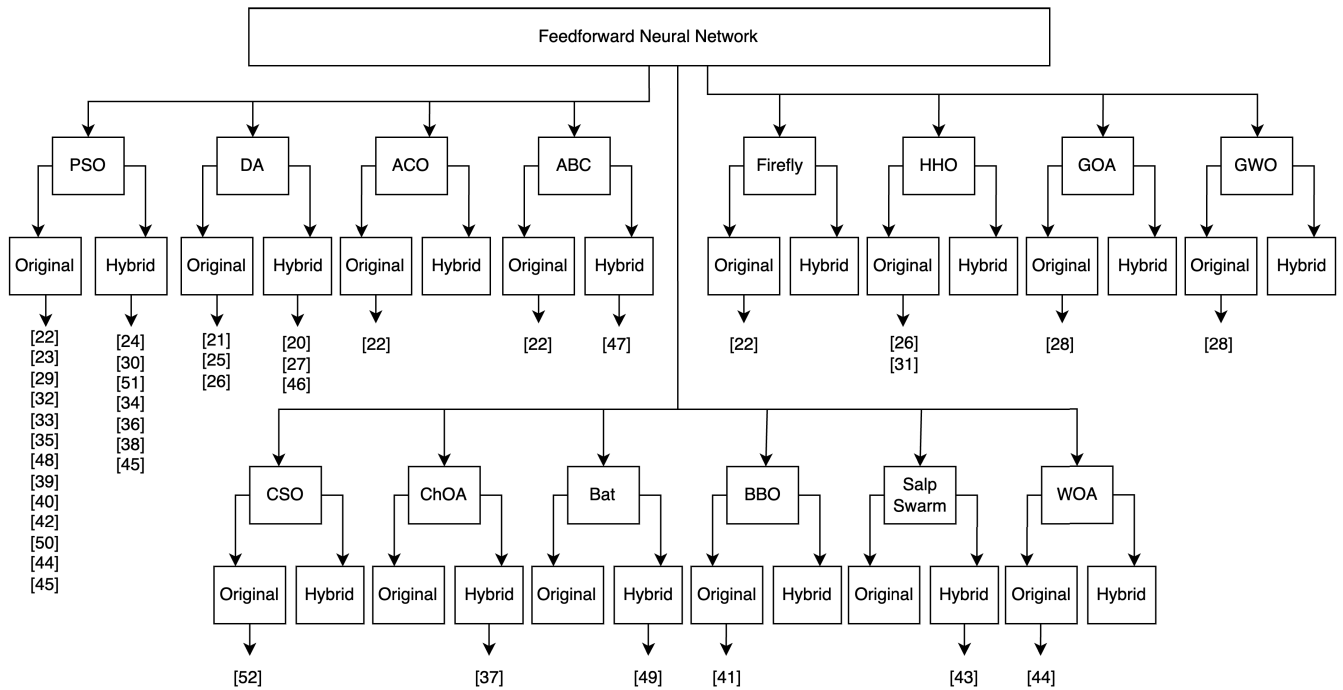 Feedforward Neural Network
PSO
DA
ACO
ABC
Firefly
HHO
GOA
GWO
Original
Hybrid
Original
Hybrid
Original
Hybrid
Original
Hybrid
Original
Hybrid
Original
Hybrid
Original
Hybrid
Original
Hybrid
[22]
[23]
[29]
[32]
[33]
[35]
[48]
[39]
[40]
[42]
[50]
[44]
[45]
[24]
[30]
[51]
[34]
[36]
[38]
[45]
[21]
[25]
[26]
[20]
[27]
[46]
[22]
[22]
[47]
[22]
[26]
[31]
[28]
[28]
CSO
ChOA
Bat
BBO
Salp
Swarm
WOA
Original
Hybrid
Original
Hybrid
Original
Hybrid
Original
Hybrid
Original
Hybrid
Original
Hybrid
[52]
[37]
[49]
[41]
[43]
[44]